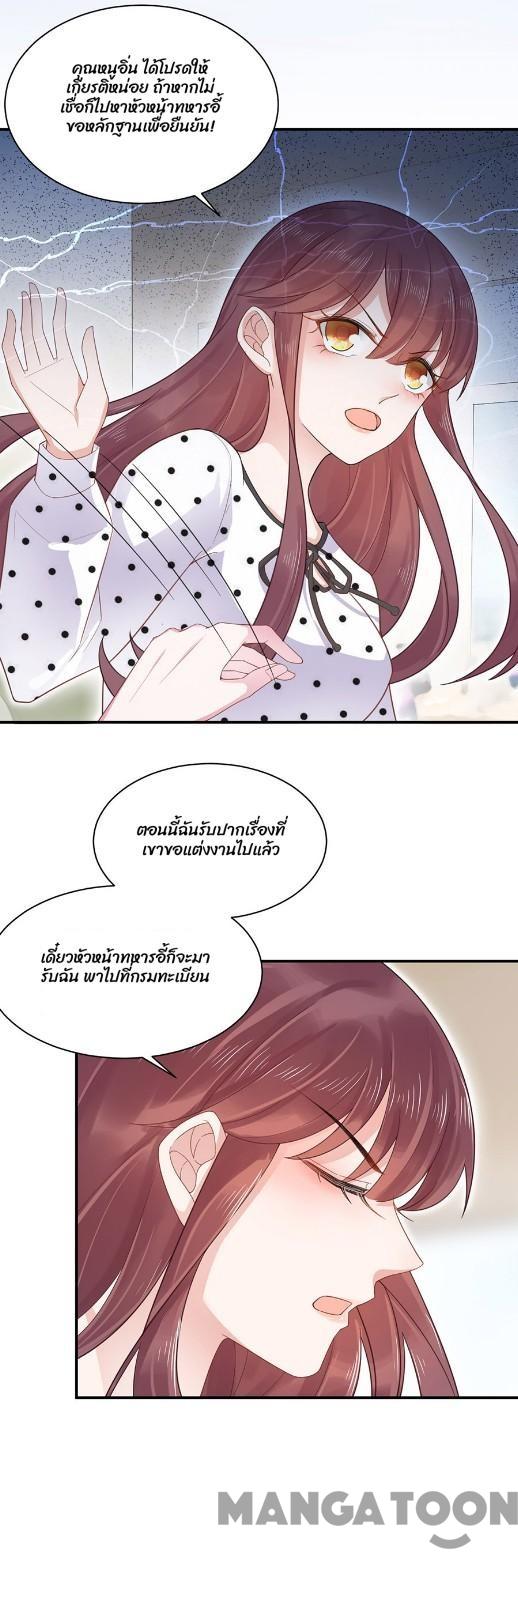 คุณหนูอิ่น ได้โปรดให้
เกียรติหน่อย ถ้าหากไม่
เชื่อก็ไปหาหัวหน้าทหารอี้
ขอหลักฐานเพื่อยืนยัน!
ตอนนี้ฉันรับปากเรื่องที่
เขาขอแต่งงานไปแล้ว
เดี๋ยวหัวหน้าทหารอี้ก็จะมา
รับฉัน พาไปที่กรมทะเบียน
MANGATOON